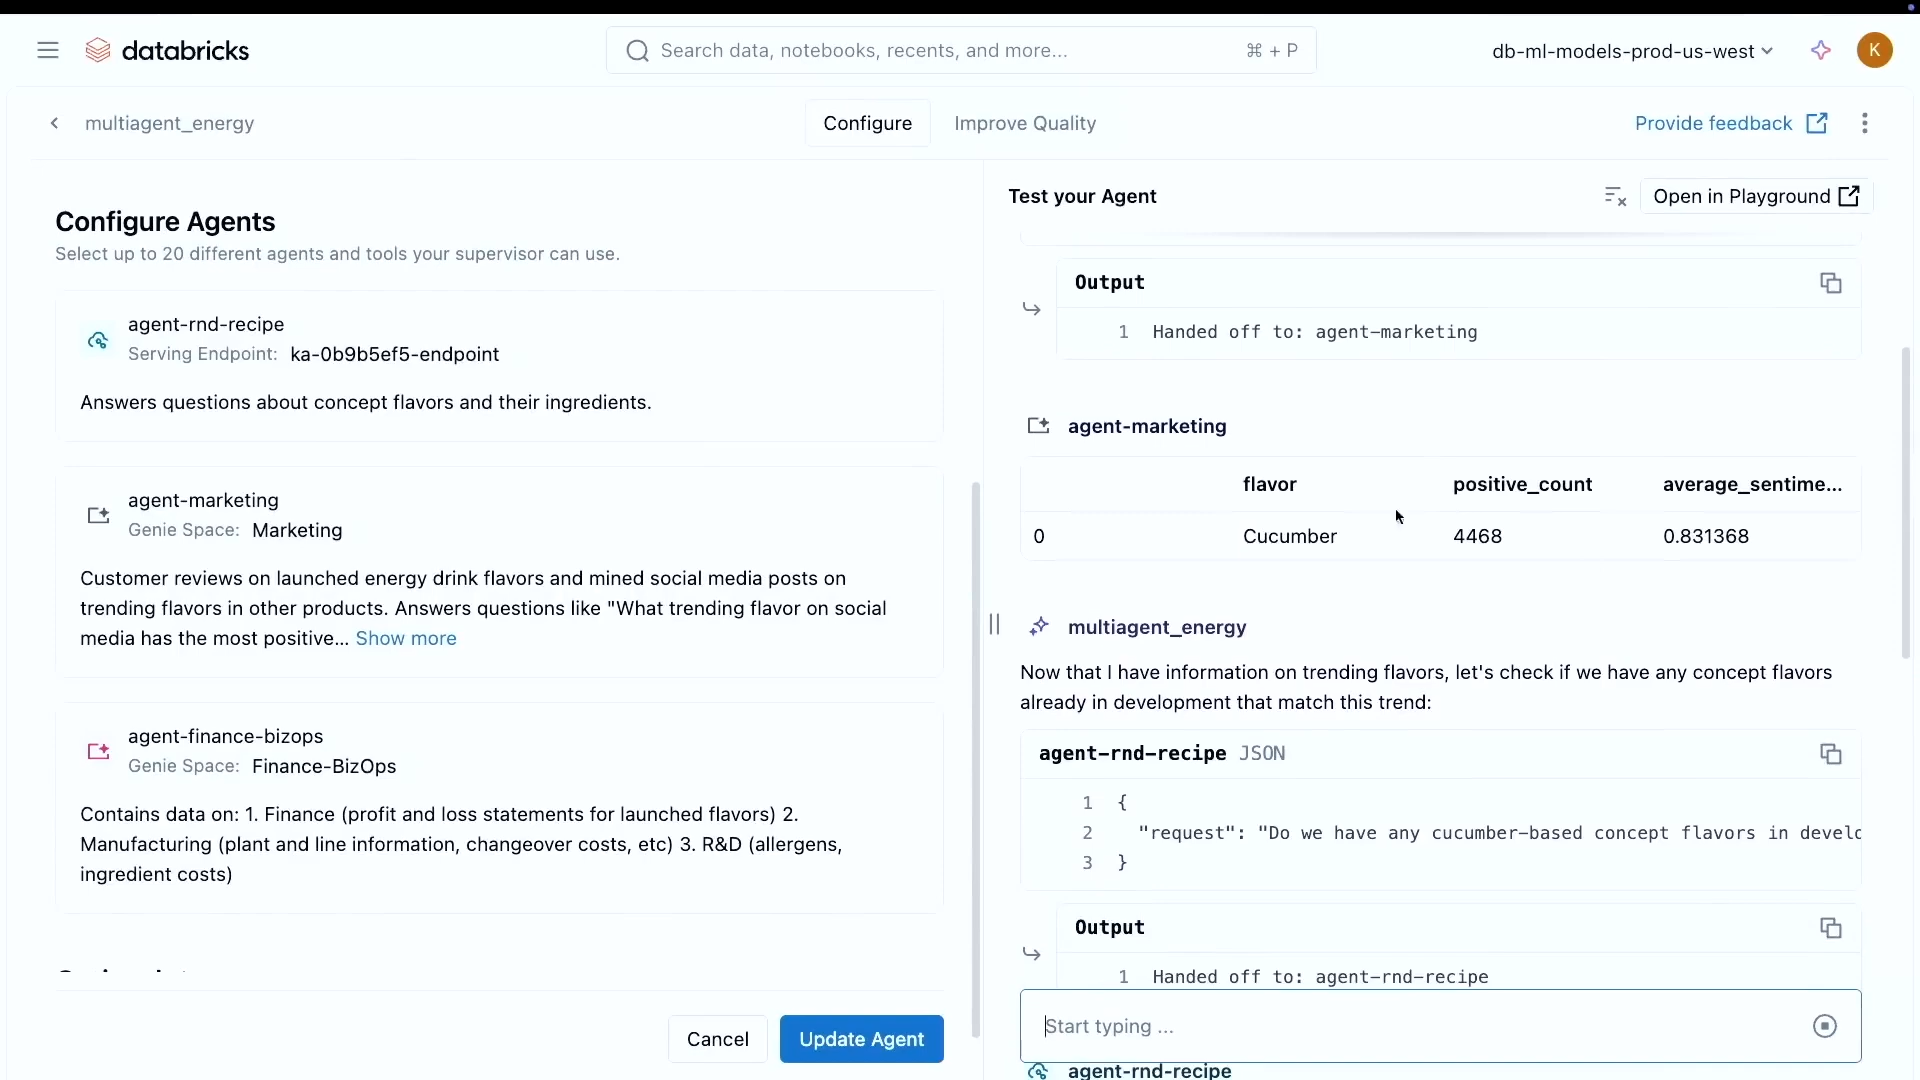 databricks
Search data, notebooks, recents, and more...
⌘ + P
db-ml-models-prod-us-west
K
multiagent_energy
Configure
Improve Quality
Provide feedback
Configure Agents
Select up to 20 different agents and tools your supervisor can use.
agent-rnd-recipe
Serving Endpoint: ka-0b9b5ef5-endpoint
Answers questions about concept flavors and their ingredients.
agent-marketing
Genie Space: Marketing
Customer reviews on launched energy drink flavors and mined social media posts on
trending flavors in other products. Answers questions like "What trending flavor on social
media has the most positive... Show more
agent-finance-bizops
Genie Space: Finance-BizOps
Contains data on: 1. Finance (profit and loss statements for launched flavors) 2.
Manufacturing (plant and line information, changeover costs, etc) 3. R&D (allergens,
ingredient costs)
Cancel
Update Agent
Test your Agent
Open in Playground
Output
1 Handed off to: agent-marketing
agent-marketing
flavor positive_count average_sentime...
0 Cucumber 4468 0.831368
multiagent_energy
Now that I have information on trending flavors, let's check if we have any concept flavors
already in development that match this trend:
agent-rnd-recipe JSON
1 {
2 "request": "Do we have any cucumber-based concept flavors in develo
3 }
Output
1 Handed off to: agent-rnd-recipe
Start typing ...
agent-rnd-recipe